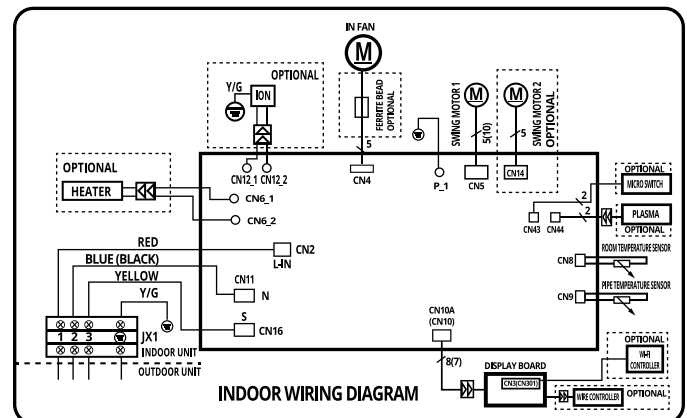 IN FAN
M
OPTIONAL
Y/G
ION
FERRITE BEAD
OPTIONAL
5
SWING MOTOR 1
M
5(10)
SWING MOTOR 2
OPTIONAL
M
5
CN12_1
CN12_2
CN4
P_1
CN5
CN14
OPTIONAL
HEATER
CN6_1
CN6_2
OPTIONAL
MICRO SWITCH
2
2
PLASMA
OPTIONAL
CN43
CN44
RED
CN2
L-IN
BLUE (BLACK)
YELLOW
CN11
N
Y/G
S
CN16
ROOM TEMPERATURE SENSOR
CN8
PIPE TEMPERATURE SENSOR
CN9
CN10A
(CN10)
8(7)
1 2 3
JX1
INDOOR UNIT
OUTDOOR UNIT
OPTIONAL
WI-FI
CONTROLLER
DISPLAY BOARD
CN3(CN301)
WIRE CONTROLLER
OPTIONAL
INDOOR WIRING DIAGRAM